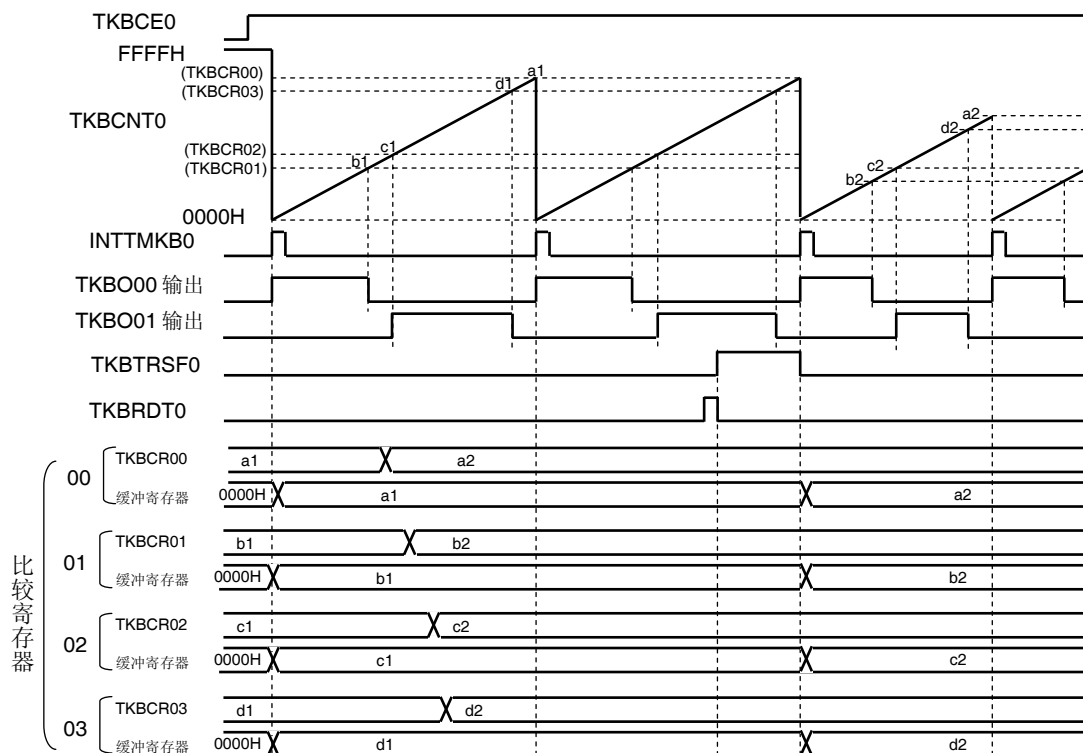 TKBCE0
FFFFH
(TKBCR00)
a1
(TKBCR03)
d1
TKBCNT0
a2
d2
(TKBCR02)
c1
(TKBCR01)
b1
c2
b2
0000H
INTTMKB0
TKBO00 输出
TKBO01 输出
TKBTRSF0
TKBRDT0
比较寄存器
00
TKBCR00
a1
a2
缓冲寄存器
0000H
a1
a2
01
TKBCR01
b1
b2
缓冲寄存器
0000H
b1
b2
02
TKBCR02
c1
c2
缓冲寄存器
0000H
c1
c2
03
TKBCR03
d1
d2
缓冲寄存器
0000H
d1
d2